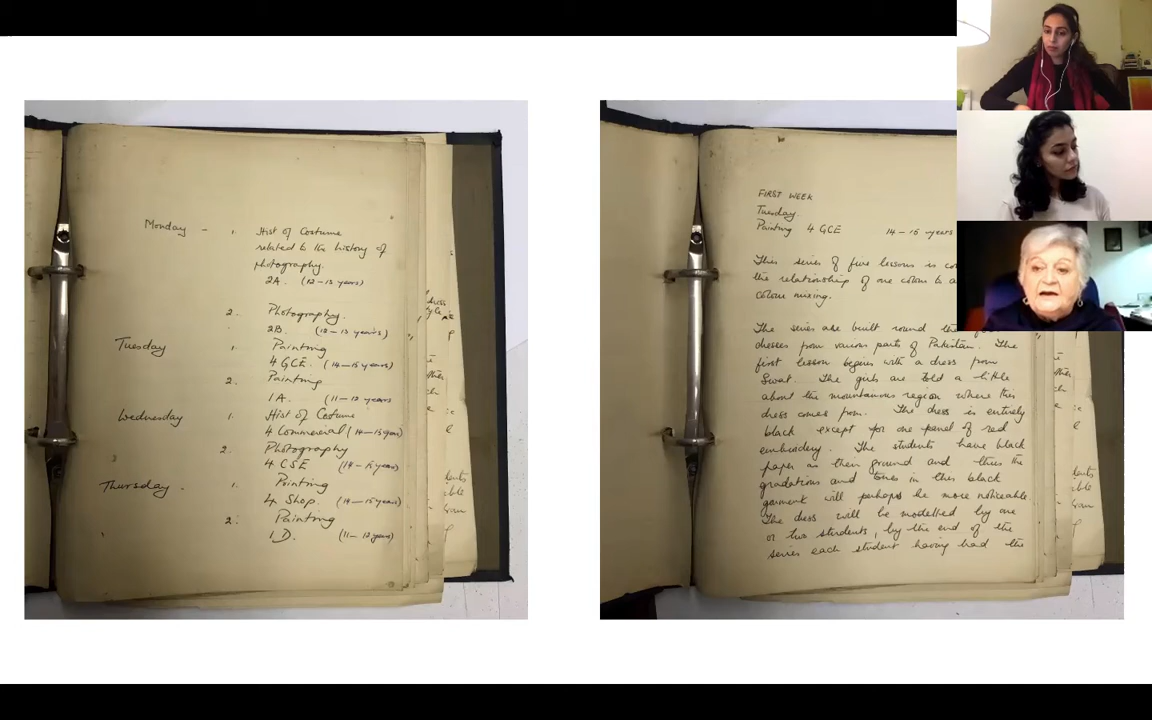 Monday - 1. Hist of Costume
related to the history of
photography.
2A. (12-13 years)
2. Photography.
2B. (12-13 years)
Tuesday 1. Painting
4 GCE. (14-15 years)
2. Painting
1A. (11-12 years
Wednesday 1. Hist of Costume
4 Commercial (14-15 years)
2. Photography
4 CSE (14-15 years)
Thursday - 1. Painting
4 Shop. (14-15 years)
2. Painting
1D. (11-12 years)
FIRST WEEK
Tuesday.
Painting 4 GCE 14-15 years
This series of five lessons is
the relationship of one colour to
colour mixing.
The series are built round
dresses from various parts of Pakistan. The
first lesson begins with a dress from
Swat. The girls are told a little
about the mountainous region where this
dress comes from. The dress is entirely
black except for one panel of red
embroidery. The students have black
paper as their ground and thus the
gradations and tones in this black
garment will perhaps be more noticeable
The dress will be modelled by one
or two students, by the end of the
series each student having had the